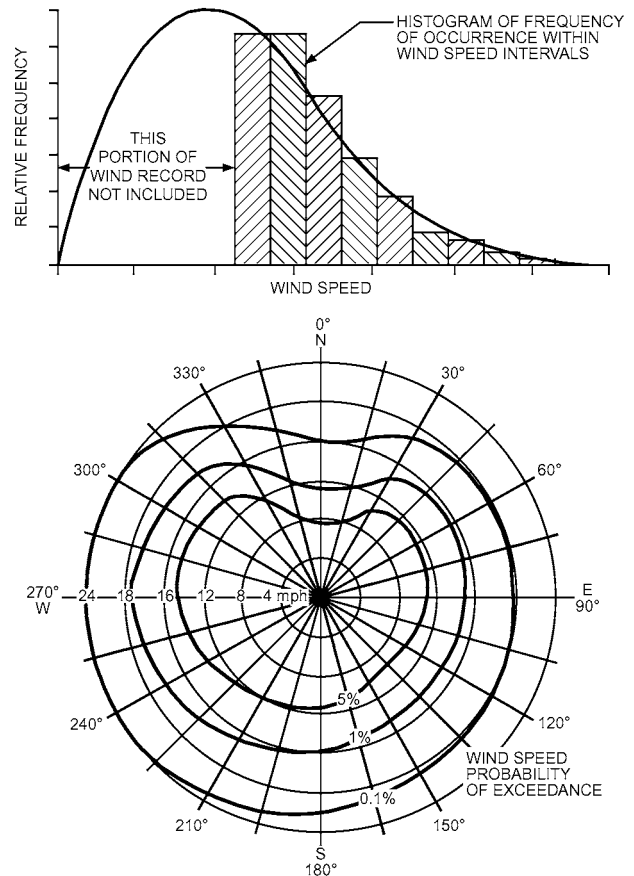 HISTOGRAM OF FREQUENCY
OF OCCURRENCE WITHIN
WIND SPEED INTERVALS
RELATIVE FREQUENCY
THIS
PORTION OF
WIND RECORD
NOT INCLUDED
WIND SPEED
0°
N
330°
30°
300°
60°
270°
W
24 18 16 12 8 4 mph
E
90°
5%
240°
120°
1%
WIND SPEED
PROBABILITY
OF EXCEEDANCE
0.1%
210°
150°
S
180°